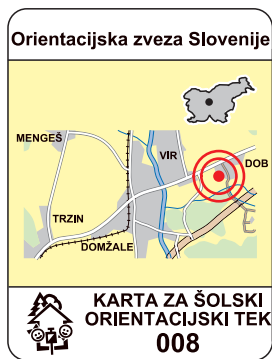 Orientacijska zveza Slovenije
MENGEŠ
VIR
DOB
TRZIN
DOMŽALE
KARTA ZA ŠOLSKI
ORIENTACIJSKI TEK
008